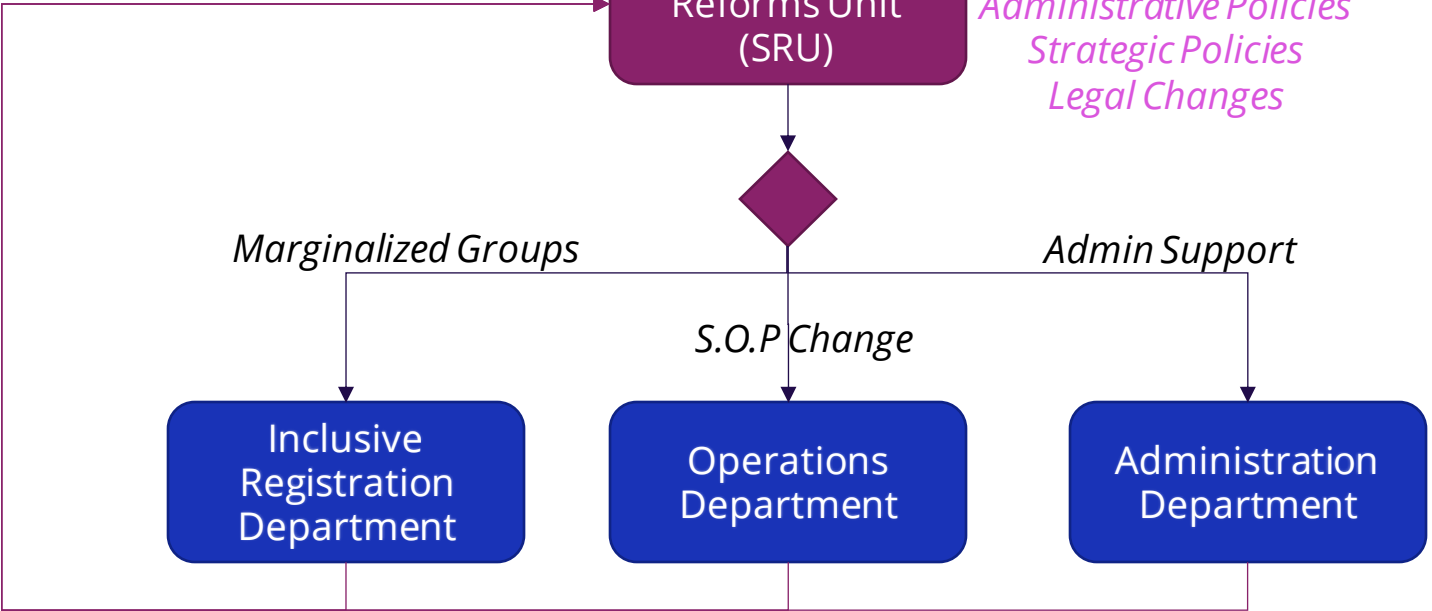 Reforms Unit
(SRU)
Administrative Policies
Strategic Policies
Legal Changes
Marginalized Groups
Admin Support
S.O.P Change
Inclusive
Registration
Department
Operations
Department
Administration
Department